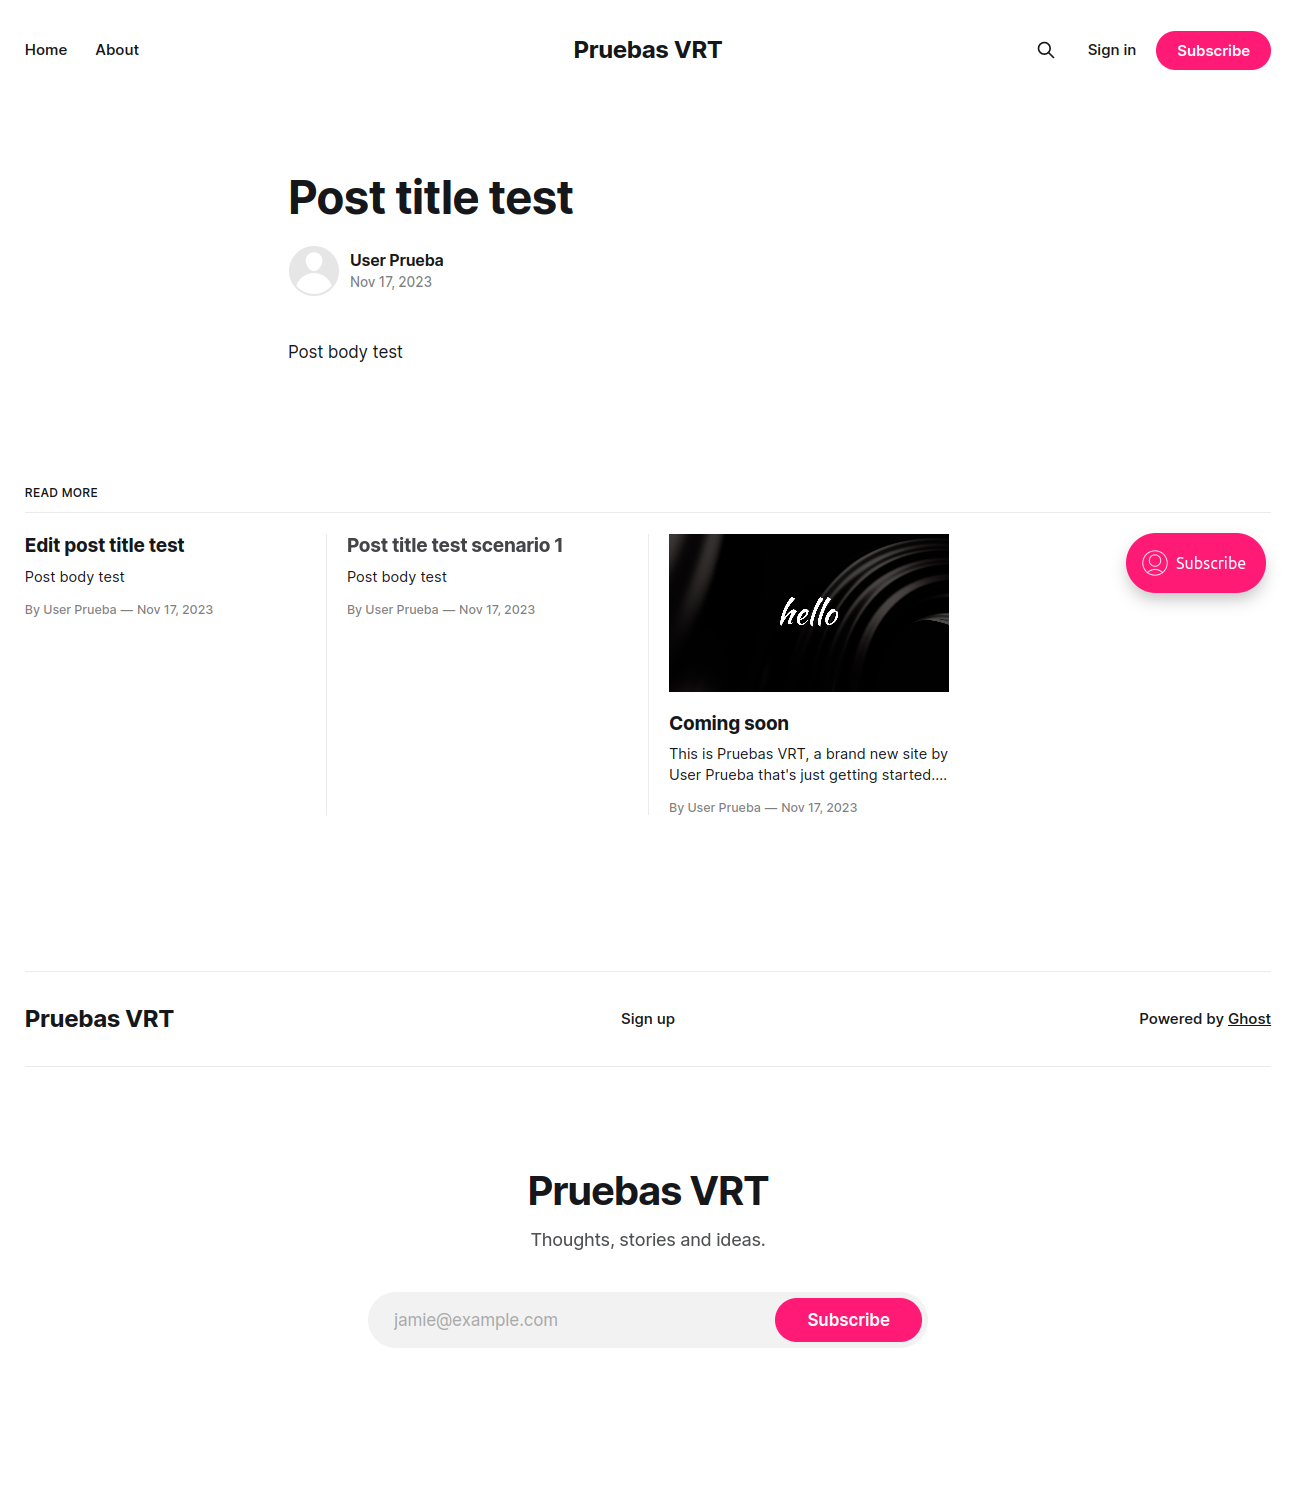 Home About Pruebas VRT Sign in Subscribe
Post title test
User Prueba
Nov 17, 2023
Post body test
READ MORE
Edit post title test
Post body test
By User Prueba — Nov 17, 2023
Post title test scenario 1
Post body test
By User Prueba — Nov 17, 2023
hello
Coming soon
This is Pruebas VRT, a brand new site by
User Prueba that's just getting started....
By User Prueba — Nov 17, 2023
Subscribe
Pruebas VRT Sign up Powered by Ghost
Pruebas VRT
Thoughts, stories and ideas.
jamie@example.com Subscribe